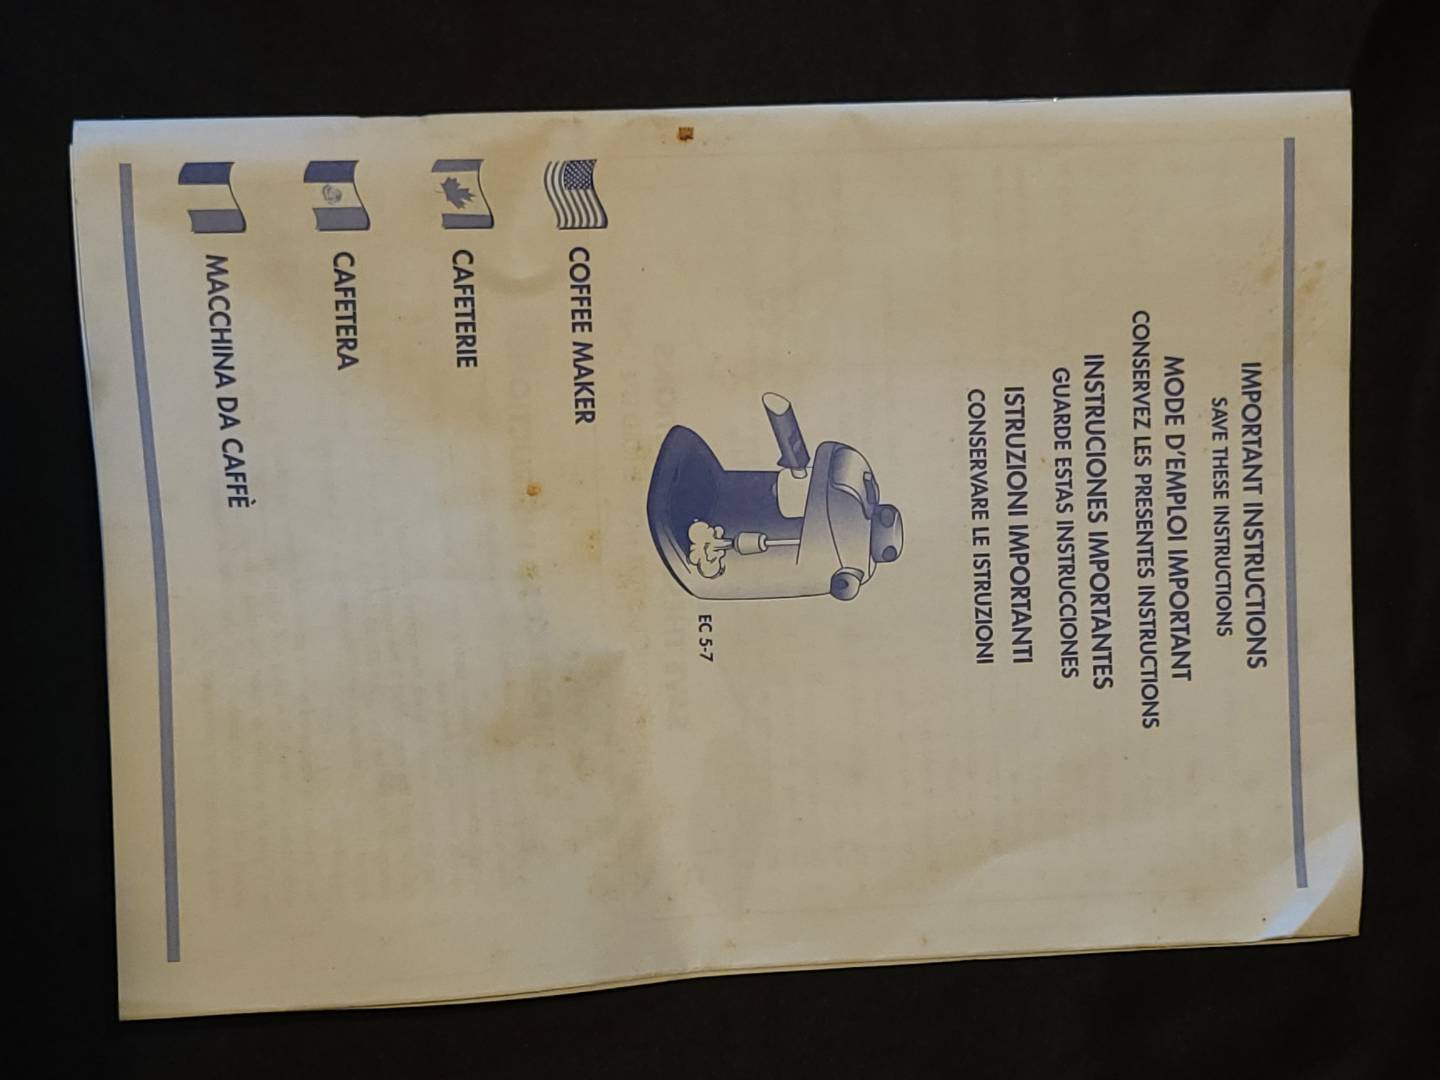 IMPORTANT INSTRUCTIONS
SAVE THESE INSTRUCTIONS
MODE D'EMPLOI IMPORTANT
CONSERVEZ LES PRESENTES INSTRUCTIONS
INSTRUCIONES IMPORTANTES
GUARDE ESTAS INSTRUCCIONES
ISTRUZIONI IMPORTANTI
CONSERVARE LE ISTRUZIONI
EC 5-7
COFFEE MAKER
CAFETERIE
CAFETERA
MACCHINA DA CAFFÈ